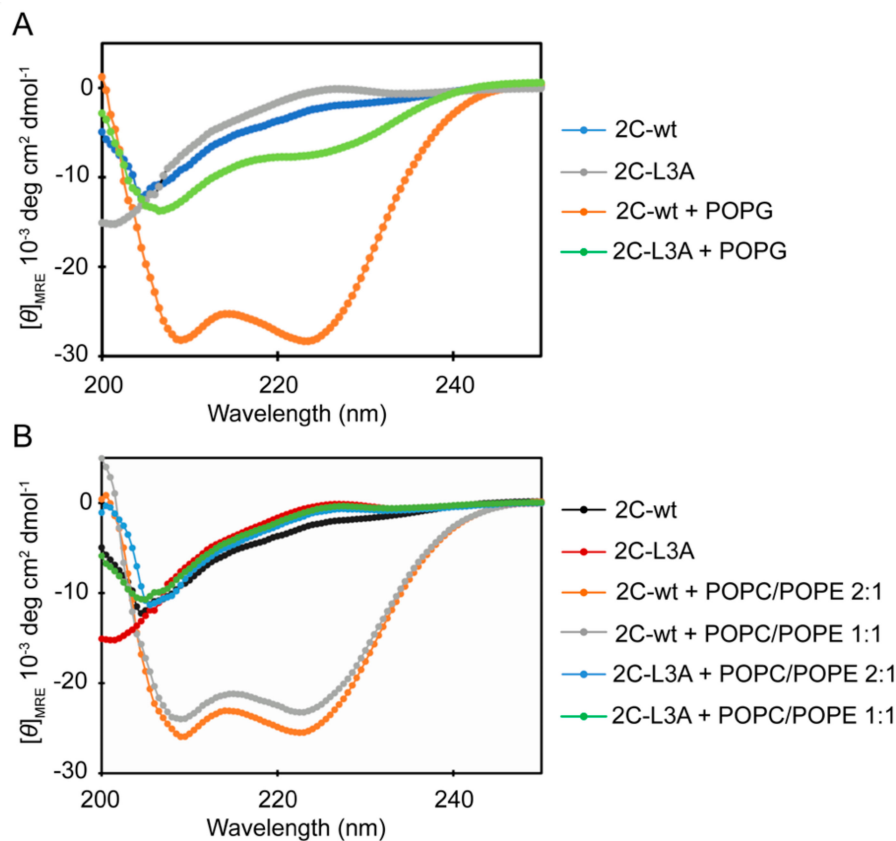 A
0
-10
-20
-30
200
220
240
Wavelength (nm)
[θ]MRE 10⁻³ deg cm² dmol⁻¹
2C-wt
2C-L3A
2C-wt + POPG
2C-L3A + POPG
B
0
-10
-20
-30
200
220
240
Wavelength (nm)
[θ]MRE 10⁻³ deg cm² dmol⁻¹
2C-wt
2C-L3A
2C-wt + POPC/POPE 2:1
2C-wt + POPC/POPE 1:1
2C-L3A + POPC/POPE 2:1
2C-L3A + POPC/POPE 1:1